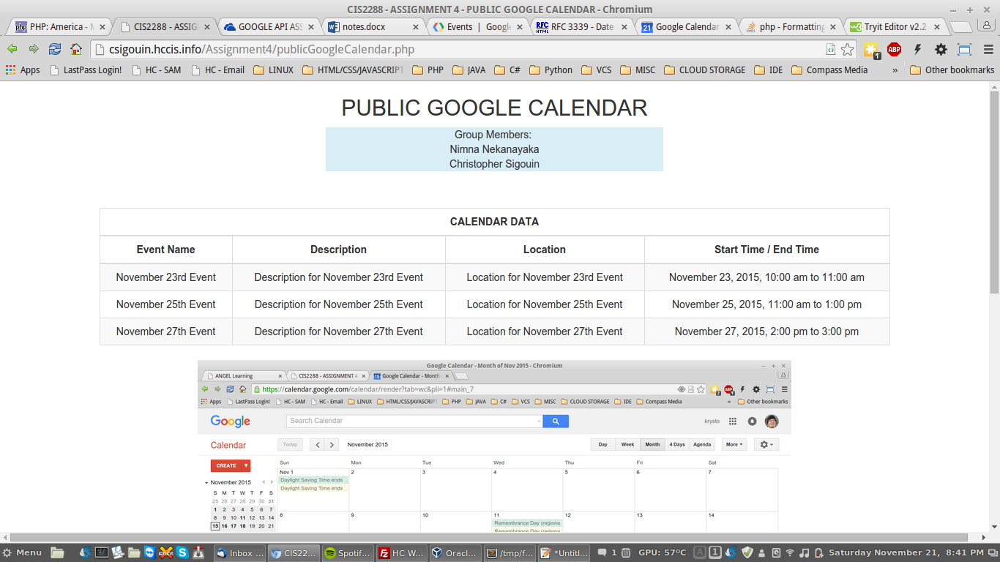 CIS2288 - ASSIGNMENT 4 - PUBLIC GOOGLE CALENDAR - Chromium
PHP: America - M
CIS2288 - ASSIG
GOOGLE API ASS
notes.docx
Events | Google
RFC 3339 - Date
Google Calendar
php - Formatting
Tryit Editor v2.2
csigouin.hccis.info/Assignment4/publicGoogleCalendar.php
Apps LastPass Login! HC - SAM HC - Email LINUX HTML/CSS/JAVASCRIPT PHP JAVA C# Python VCS MISC CLOUD STORAGE IDE Compass Media » Other bookmarks
PUBLIC GOOGLE CALENDAR
Group Members:
Nimna Nekanayaka
Christopher Sigouin
CALENDAR DATA
Event Name Description Location Start Time / End Time
November 23rd Event Description for November 23rd Event Location for November 23rd Event November 23, 2015, 10:00 am to 11:00 am
November 25th Event Description for November 25th Event Location for November 25th Event November 25, 2015, 11:00 am to 1:00 pm
November 27th Event Description for November 27th Event Location for November 27th Event November 27, 2015, 2:00 pm to 3:00 pm
Google Calendar - Month of Nov 2015 - Chromium
ANGEL Learning CIS2288 - ASSIGNMENT 4 Google Calendar - Month
https://calendar.google.com/calendar/render?tab=wc&pli=1#main_7
Apps LastPass Login! HC - SAM HC - Email LINUX HTML/CSS/JAVASCRIPT PHP JAVA C# VCS MISC CLOUD STORAGE IDE Compass Media » Other bookmarks
Google Search Calendar krysto
Calendar Today November 2015 Day Week Month 4 Days Agenda More
CREATE
Sun Mon Tue Wed Thu Fri Sat
Nov 1 2 3 4 5 6 7
Daylight Saving Time ends
Daylight Saving Time ends
November 2015
S M T W T F S
25 26 27 28 29 30 31
1 2 3 4 5 6 7
8 9 10 11 12 13 14
15 16 17 18 19 20 21
8 9 10 11 12 13 14
Remembrance Day (regiona
Remembrance Day (regiona
Menu Inbox ... CIS22... Spotif... HC W... Oracl... /tmp/f... *Untitl... 1 GPU: 57°C A 1 Saturday November 21, 8:41 PM